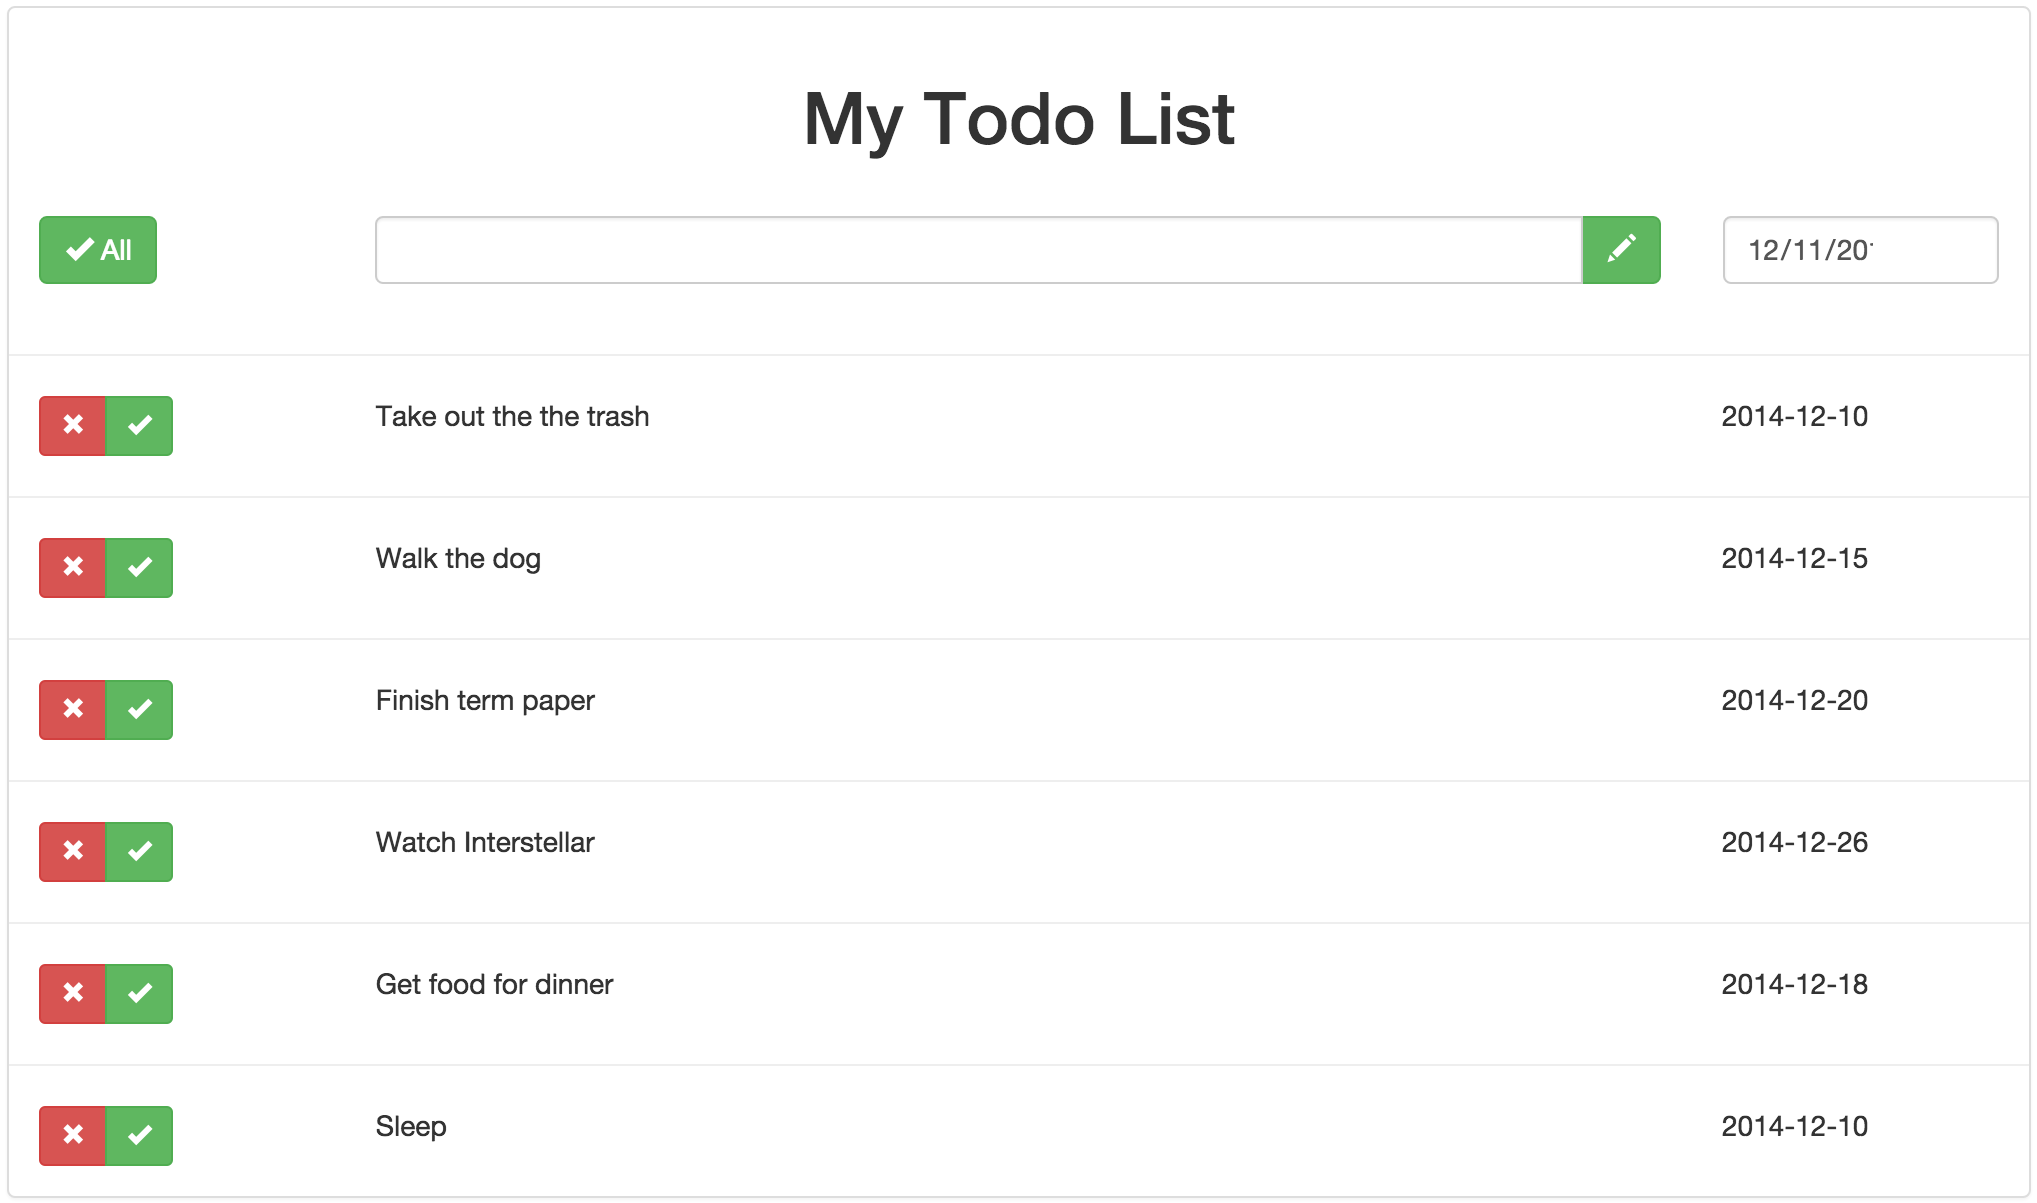 My Todo List
All
12/11/20
Take out the the trash 2014-12-10
Walk the dog 2014-12-15
Finish term paper 2014-12-20
Watch Interstellar 2014-12-26
Get food for dinner 2014-12-18
Sleep 2014-12-10